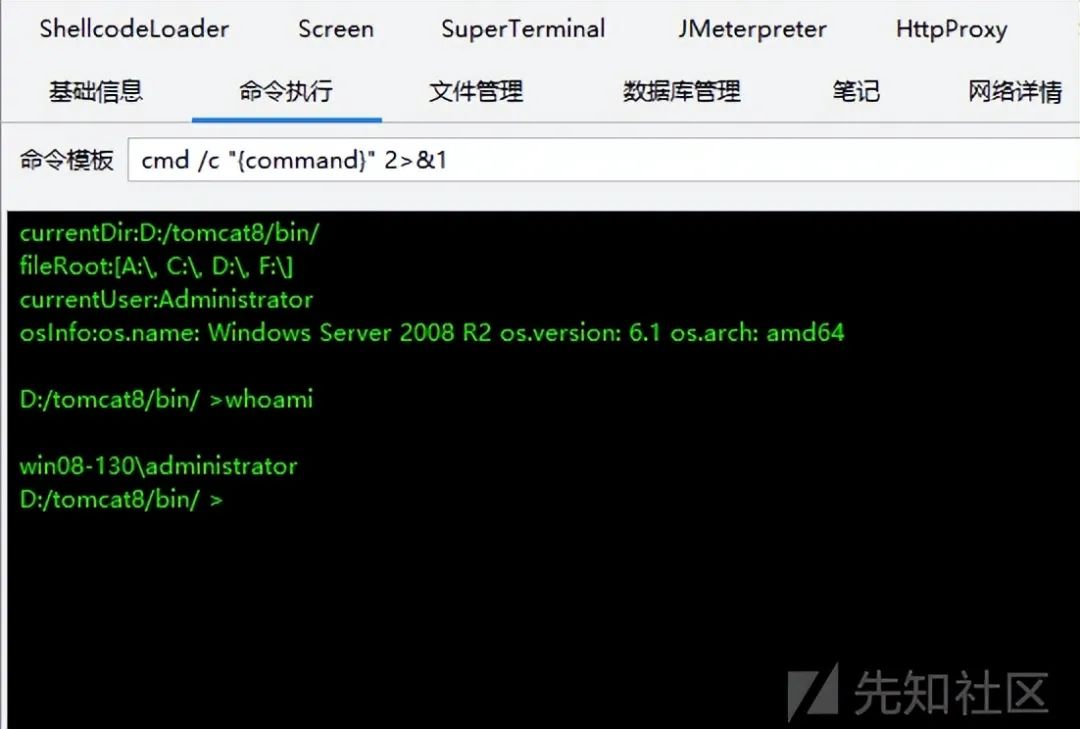 ShellcodeLoader Screen SuperTerminal JMeterpreter HttpProxy
基础信息 命令执行 文件管理 数据库管理 笔记 网络详情
命令模板 cmd /c "{command}" 2>&1
currentDir:D:/tomcat8/bin/
fileRoot:[A:\, C:\, D:\, F:\]
currentUser:Administrator
osInfo:os.name: Windows Server 2008 R2 os.version: 6.1 os.arch: amd64
D:/tomcat8/bin/ >whoami
win08-130\administrator
D:/tomcat8/bin/ >
先知社区